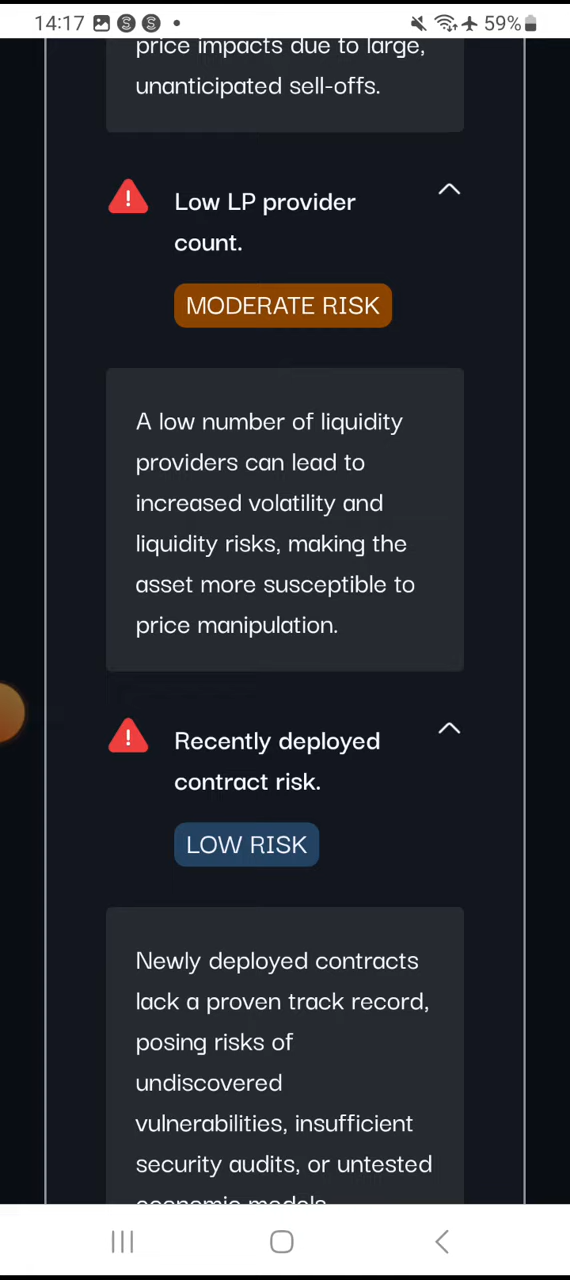 14:17
59%
price impacts due to large,
unanticipated sell-offs.
Low LP provider
count.
MODERATE RISK
A low number of liquidity
providers can lead to
increased volatility and
liquidity risks, making the
asset more susceptible to
price manipulation.
Recently deployed
contract risk.
LOW RISK
Newly deployed contracts
lack a proven track record,
posing risks of
undiscovered
vulnerabilities, insufficient
security audits, or untested
economic models